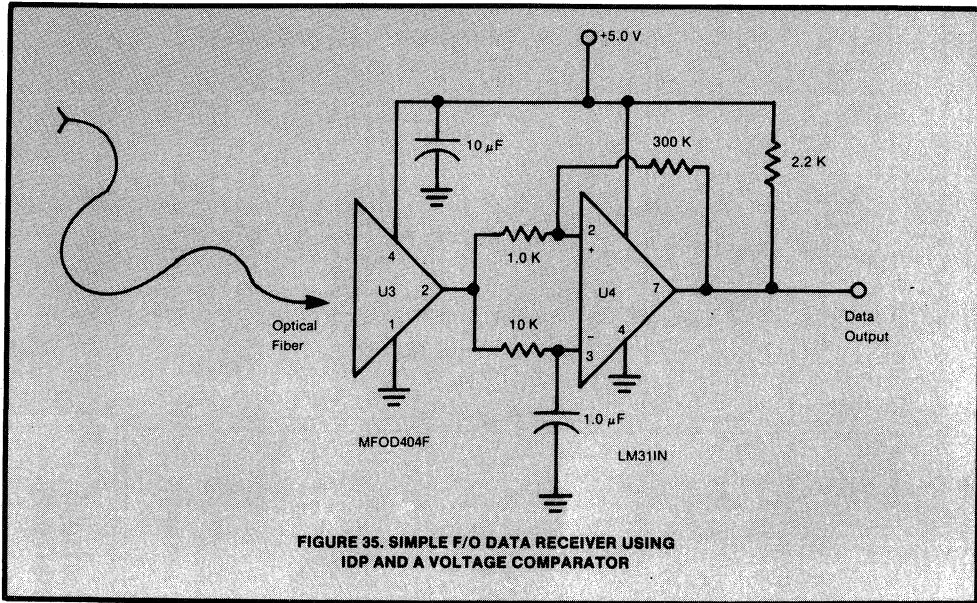 +5.0 V
10 µF
300 K
2.2 K
4
2
+
1.0 K
U3
2
U4
7
Data
Output
Optical
Fiber
1
10 K
−
3
4
1.0 µF
MFOD404F
LM31IN
FIGURE 35. SIMPLE F/O DATA RECEIVER USING
IDP AND A VOLTAGE COMPARATOR